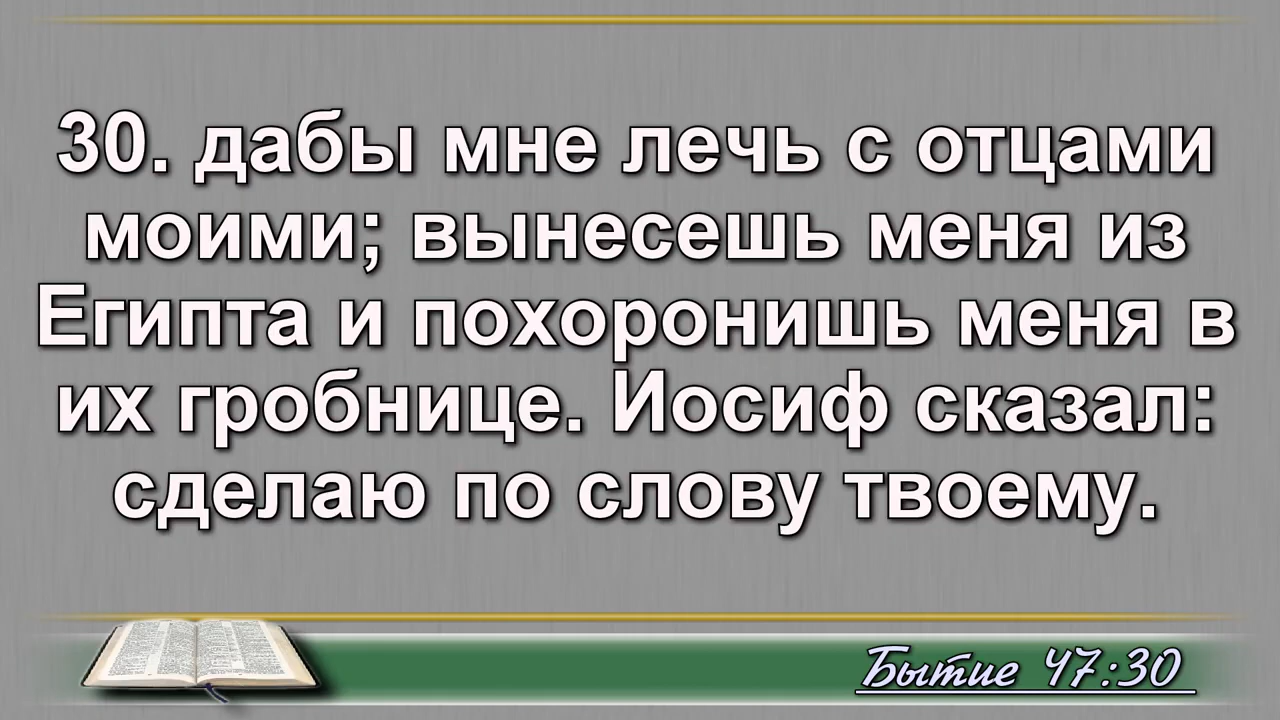 30. дабы мне лечь с отцами
моими; вынесешь меня из
Египта и похоронишь меня в
их гробнице. Иосиф сказал:
сделаю по слову твоему.
Бытие 47:30